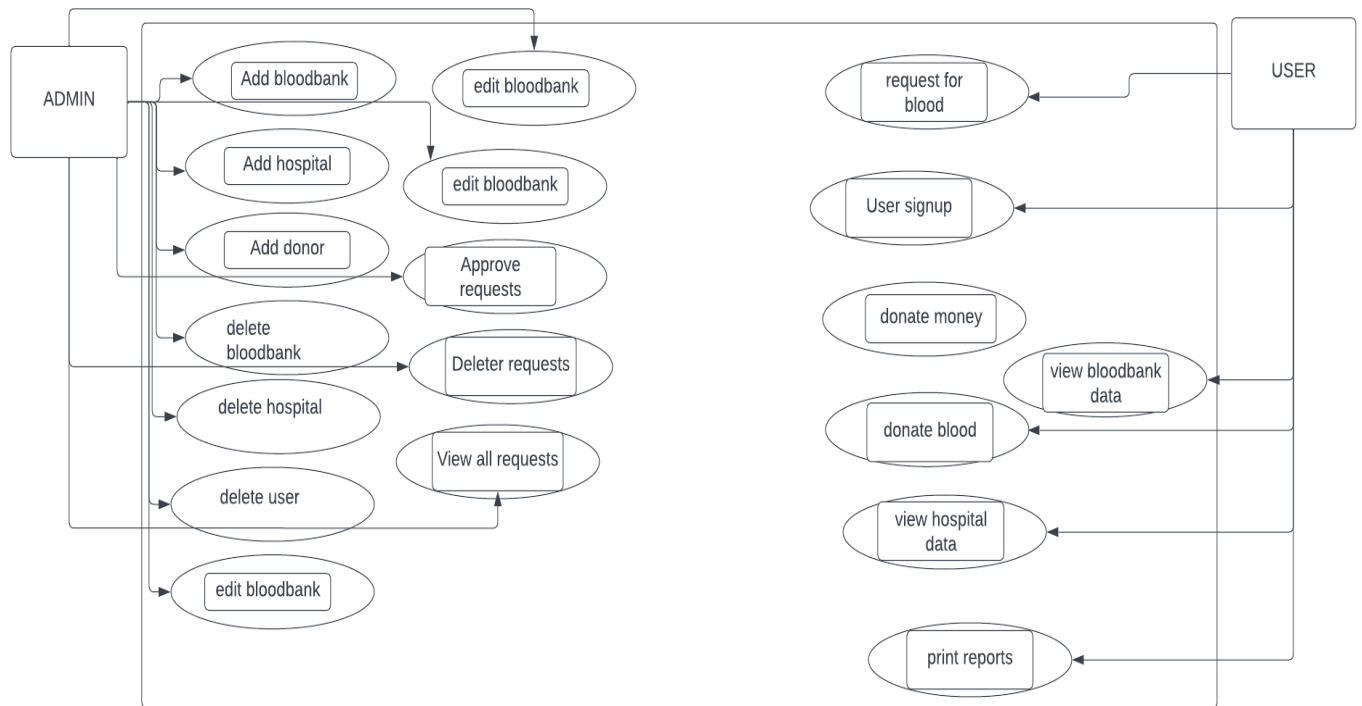 ADMIN
Add bloodbank
Add hospital
Add donor
delete
bloodbank
delete hospital
delete user
edit bloodbank
edit bloodbank
edit bloodbank
Approve
requests
Deleter requests
View all requests
request for
blood
User signup
donate money
view bloodbank
data
donate blood
view hospital
data
print reports
USER